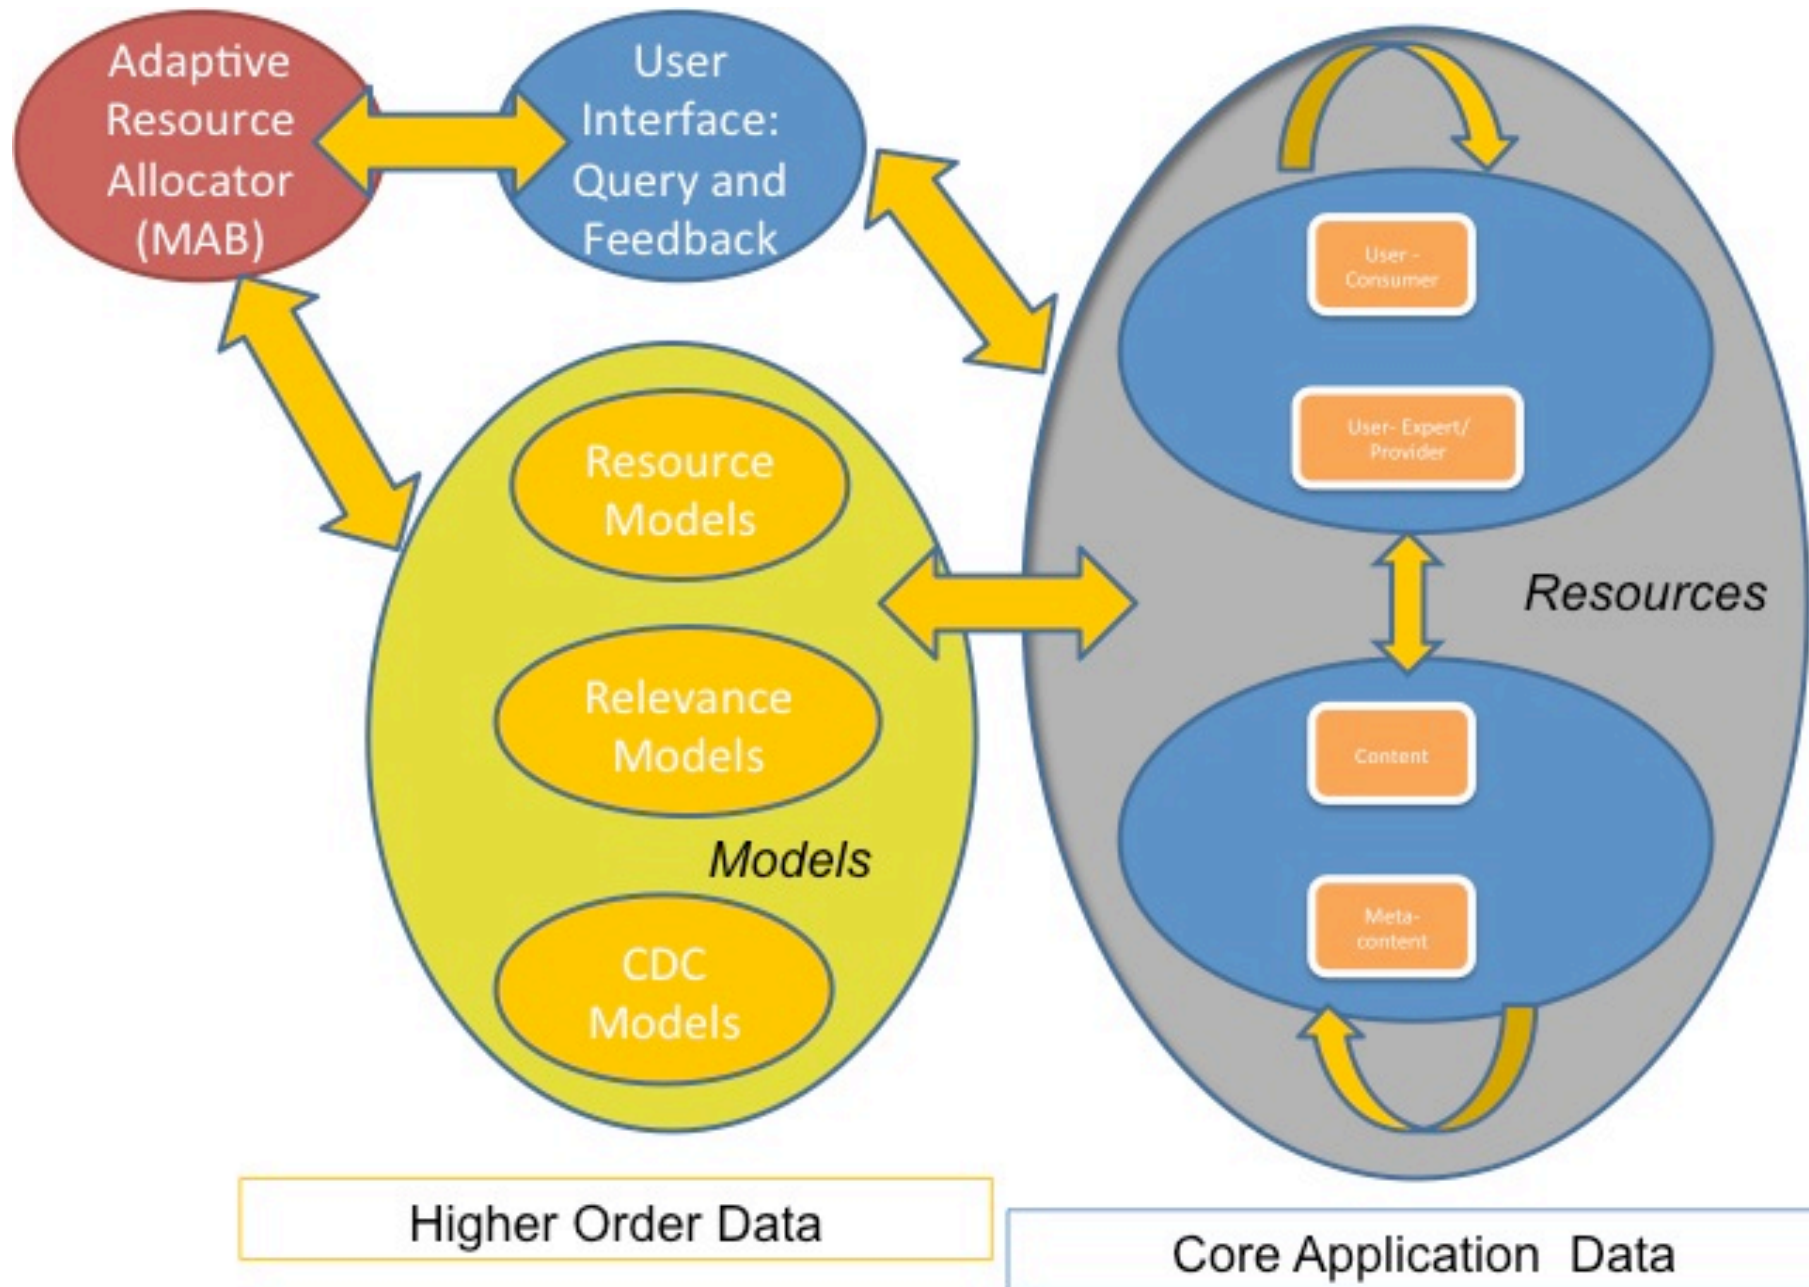 Adaptive
Resource
Allocator
(MAB)
User
Interface:
Query and
Feedback
User -
Consumer
User- Expert/
Provider
Resources
Content
Meta-
content
Resource
Models
Relevance
Models
Models
CDC
Models
Higher Order Data
Core Application  Data